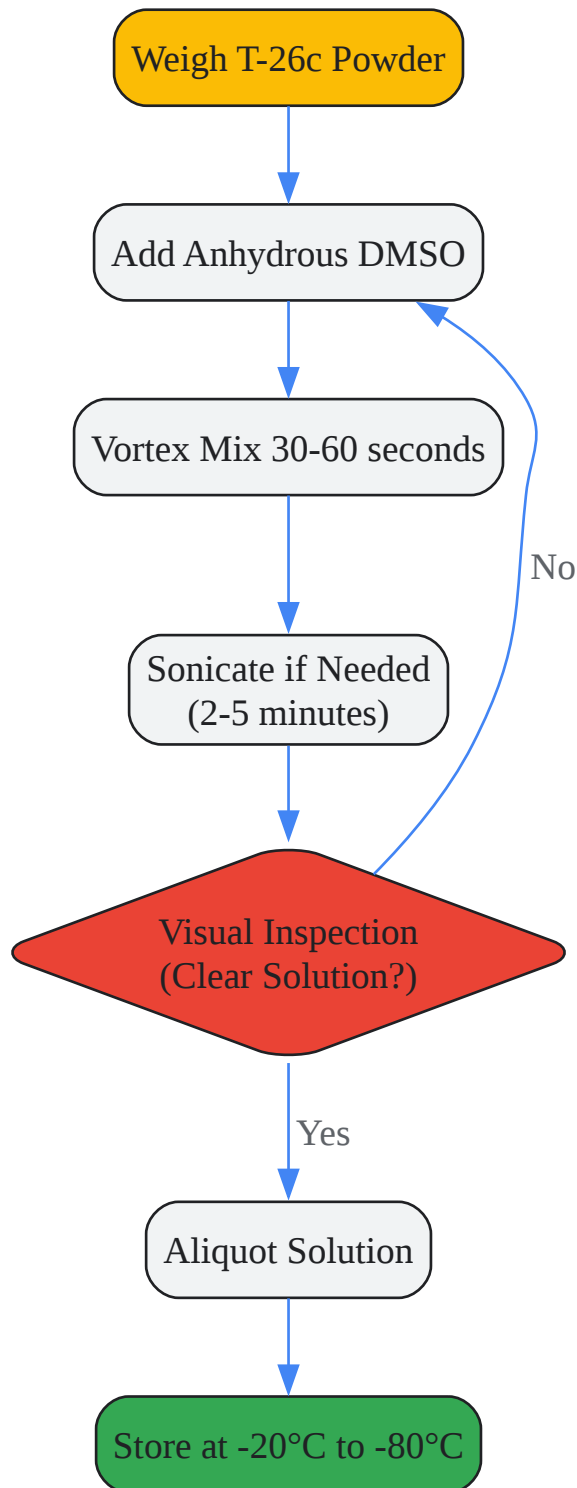 Weigh T-26c Powder
Add Anhydrous DMSO
Vortex Mix 30-60 seconds
No
Sonicate if Needed
(2-5 minutes)
Visual Inspection
(Clear Solution?)
Yes
Aliquot Solution
Store at -20°C to -80°C